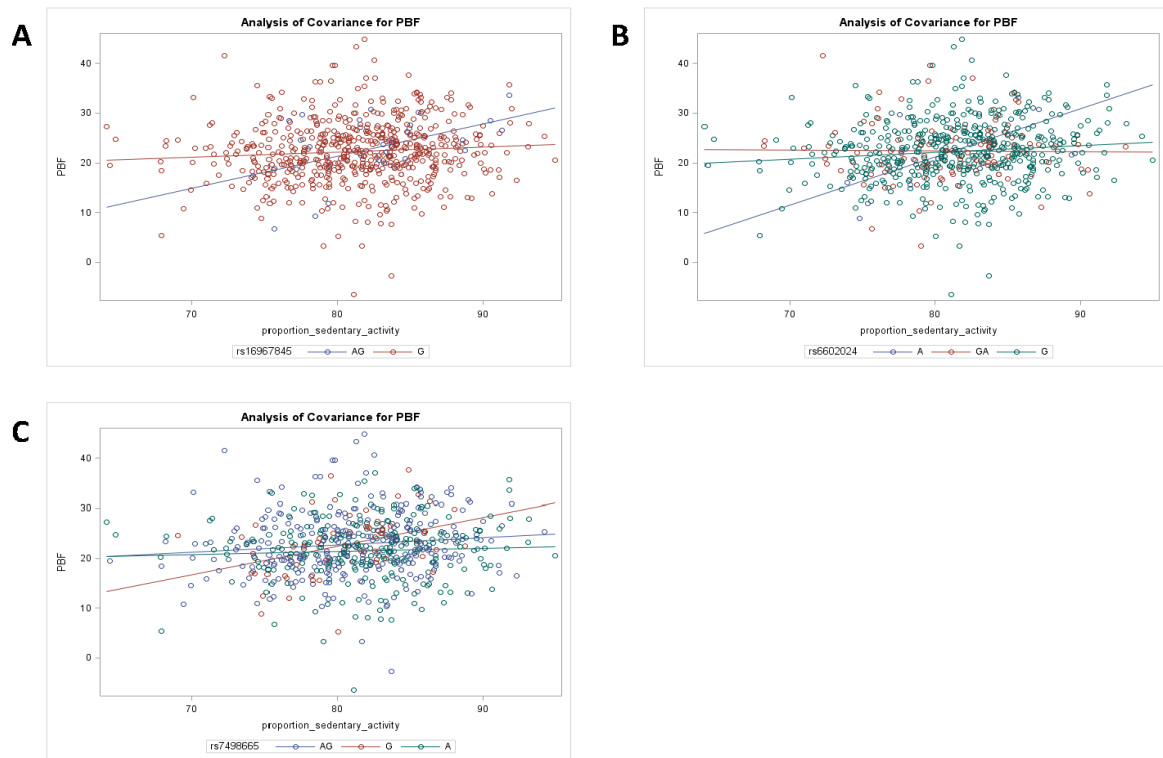 A
Analysis of Covariance for PBF
PBF
40
30
20
10
0
70 80 90
proportion_sedentary_activity
rs16967845 AG G
B
Analysis of Covariance for PBF
PBF
40
30
20
10
0
70 80 90
proportion_sedentary_activity
rs6602024 A GA G
C
Analysis of Covariance for PBF
PBF
40
30
20
10
0
70 80 90
proportion_sedentary_activity
rs7498665 AG G A